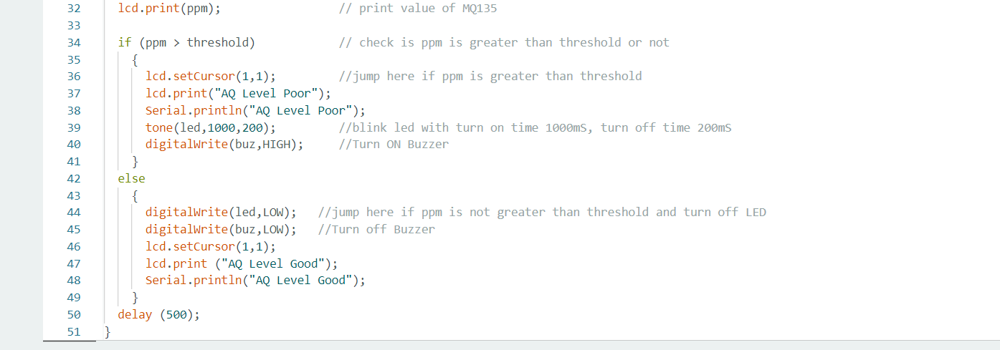 32 lcd.print(ppm); // print value of MQ135
33
34 if (ppm > threshold) // check is ppm is greater than threshold or not
35 {
36 lcd.setCursor(1,1); //jump here if ppm is greater than threshold
37 lcd.print("AQ Level Poor");
38 Serial.println("AQ Level Poor");
39 tone(led,1000,200); //blink led with turn on time 1000mS, turn off time 200mS
40 digitalWrite(buz,HIGH); //Turn ON Buzzer
41 }
42 else
43 {
44 digitalWrite(led,LOW); //jump here if ppm is not greater than threshold and turn off LED
45 digitalWrite(buz,LOW); //Turn off Buzzer
46 lcd.setCursor(1,1);
47 lcd.print ("AQ Level Good");
48 Serial.println("AQ Level Good");
49 }
50 delay (500);
51 }